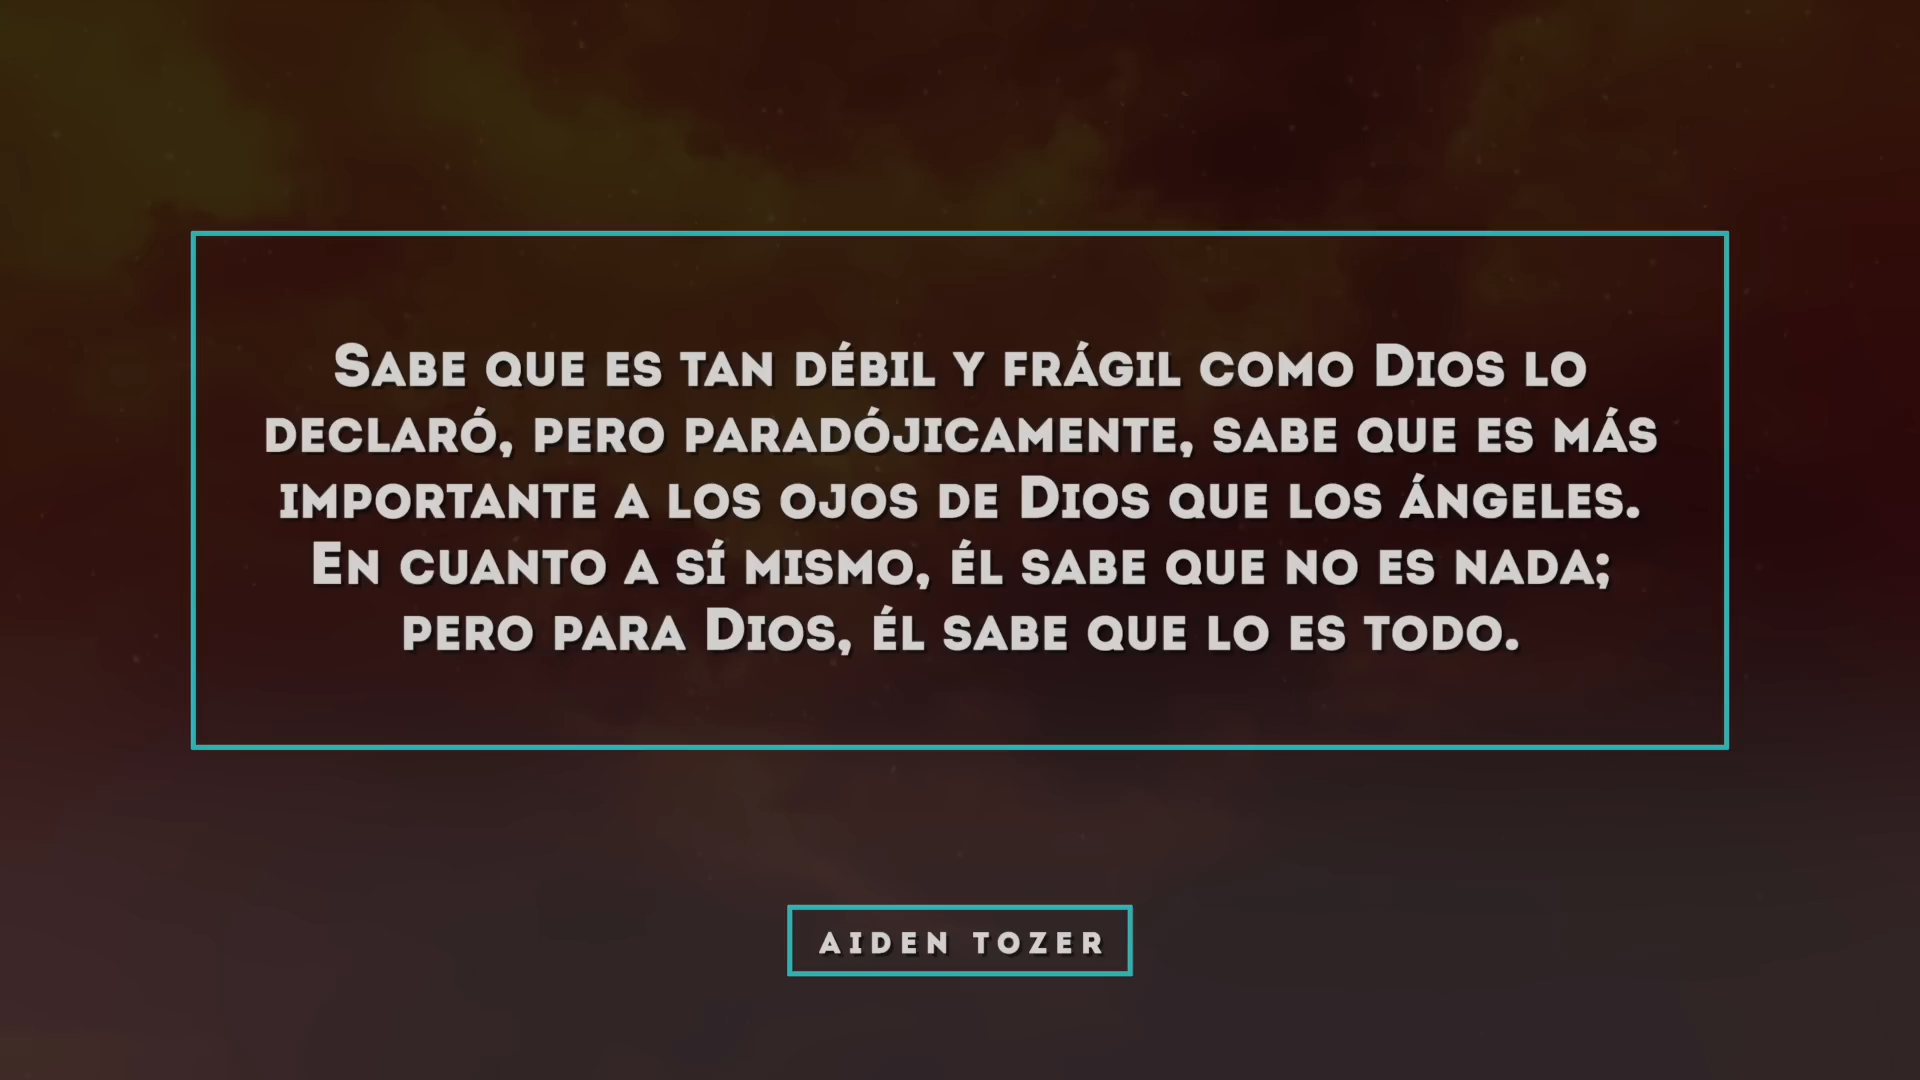 Sabe que es tan débil y frágil como Dios lo
declaró, pero paradójicamente, sabe que es más
importante a los ojos de Dios que los ángeles.
En cuanto a sí mismo, él sabe que no es nada;
pero para Dios, él sabe que lo es todo.
AIDEN TOZER